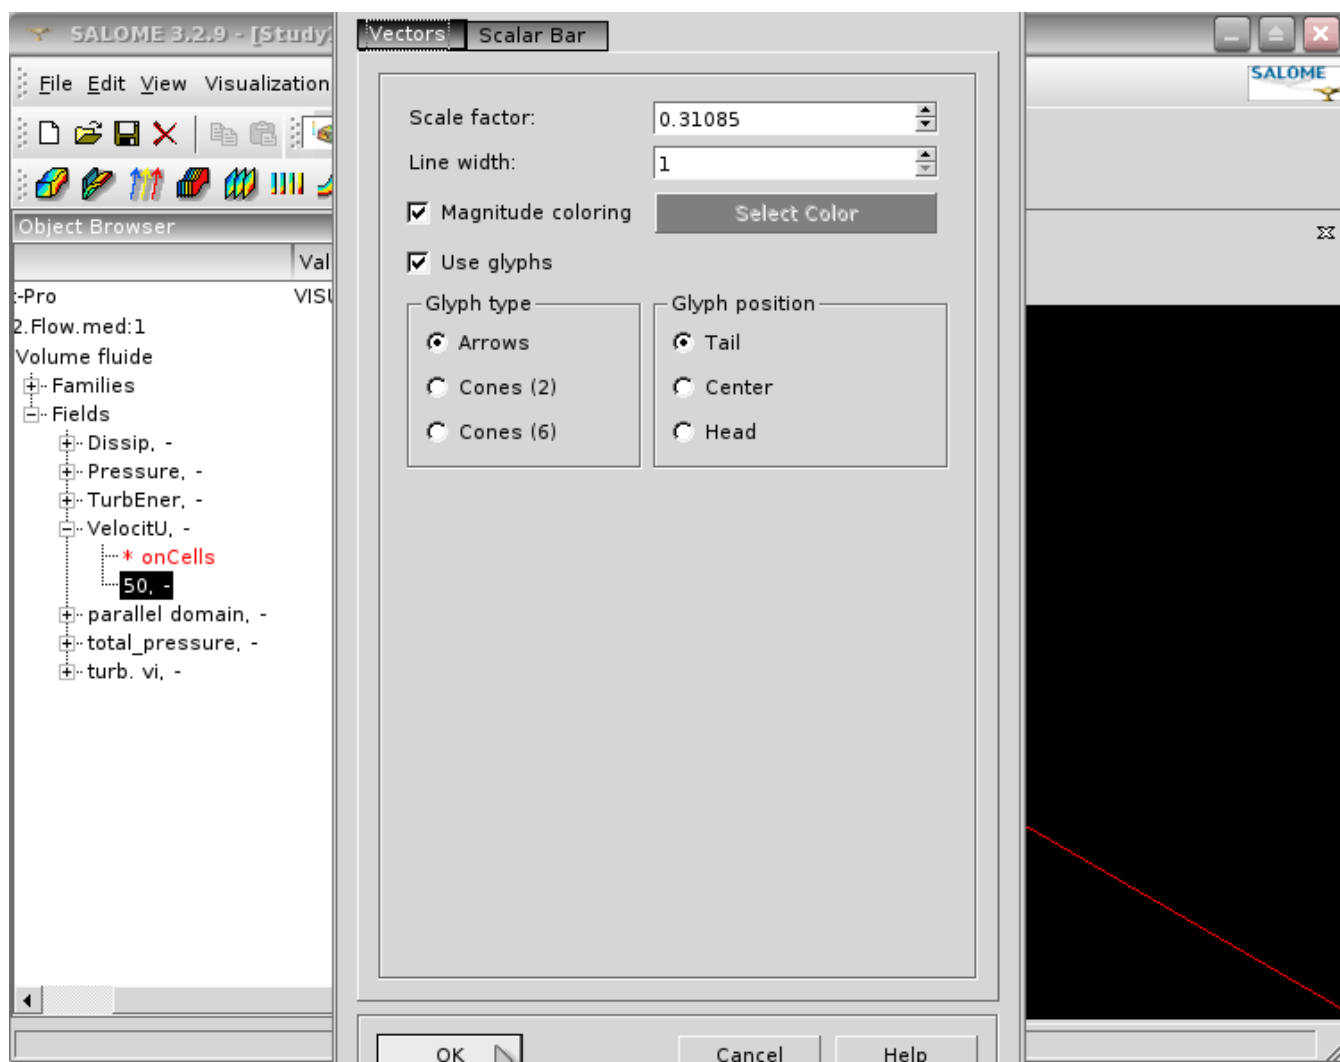 SALOME 3.2.9 - [Study
Vectors
Scalar Bar
File Edit View Visualization
SALOME
Scale factor:
0.31085
Line width:
1
Magnitude coloring
Select Color
Object Browser
Use glyphs
Val
-Pro
VISU
Glyph type
Glyph position
2.Flow.med:1
Arrows
Tail
Volume fluide
Families
Cones (2)
Center
Fields
Cones (6)
Head
Dissip, -
Pressure, -
TurbEner, -
VelocitU, -
* onCells
50, -
parallel domain, -
total_pressure, -
turb. vi, -
OK
Cancel
Help